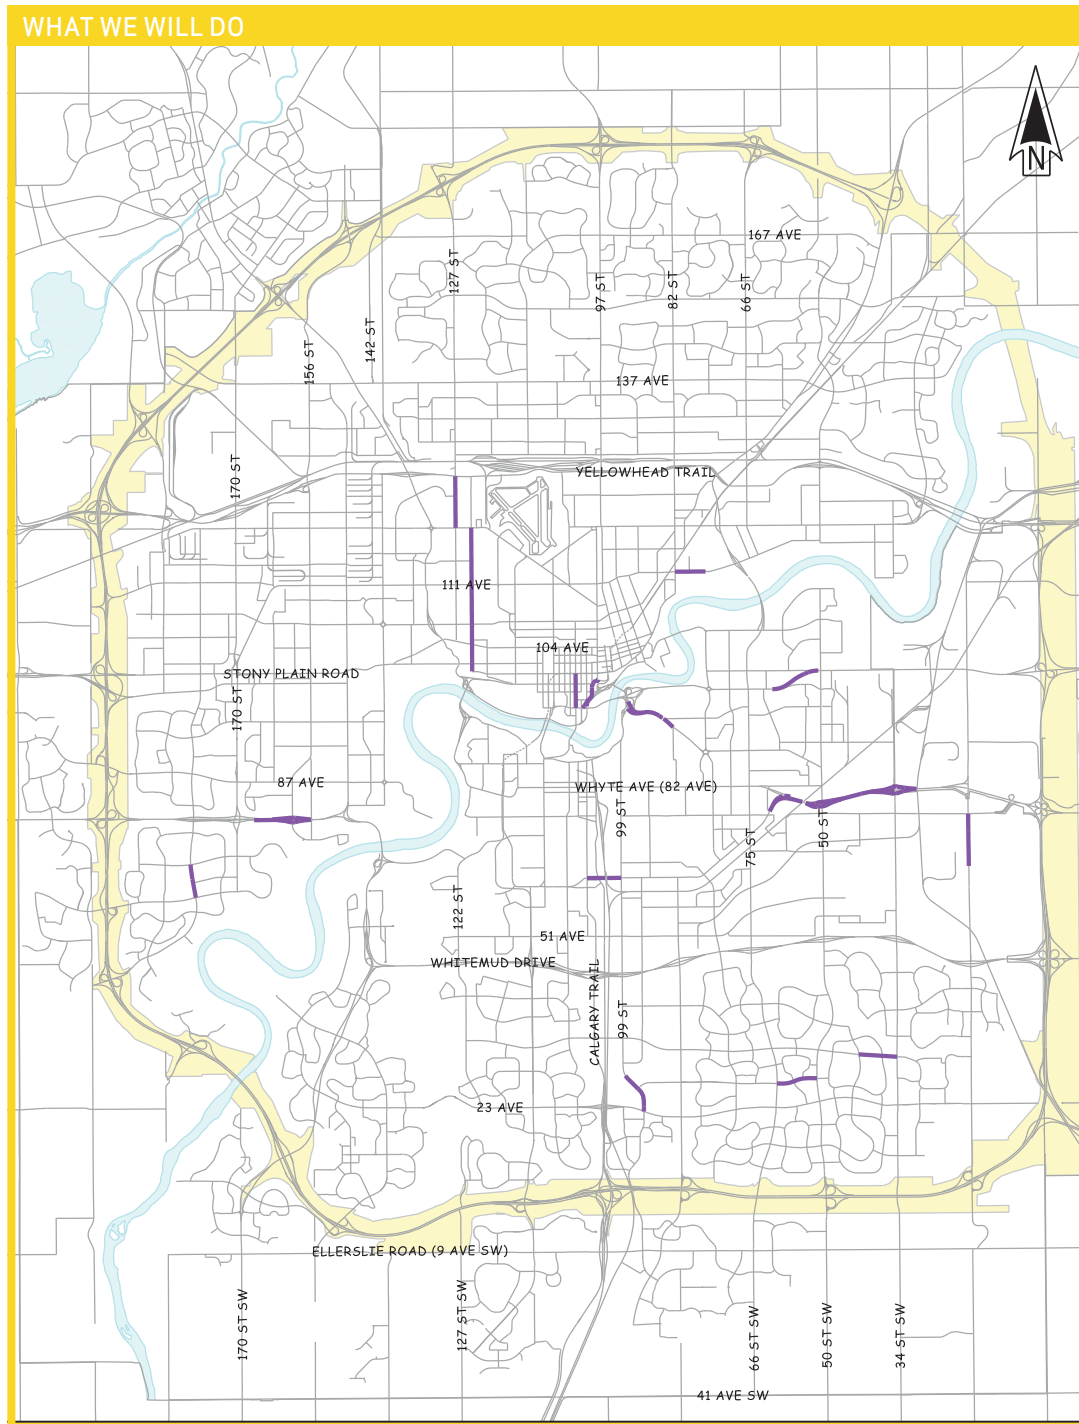 WHAT WE WILL DO
N
167 AVE
127 ST
97 ST
82 ST
66 ST
142 ST
156 ST
137 AVE
170 ST
YELLOWHEAD TRAIL
111 AVE
104 AVE
STONY PLAIN ROAD
170 ST
87 AVE
WHYTE AVE (82 AVE)
99 ST
75 ST
50 ST
122 ST
51 AVE
WHITEMUD DRIVE
CALGARY TRAIL
99 ST
23 AVE
ELLERSLIE ROAD (9 AVE SW)
170 ST SW
127 ST SW
66 ST SW
50 ST SW
34 ST SW
41 AVE SW